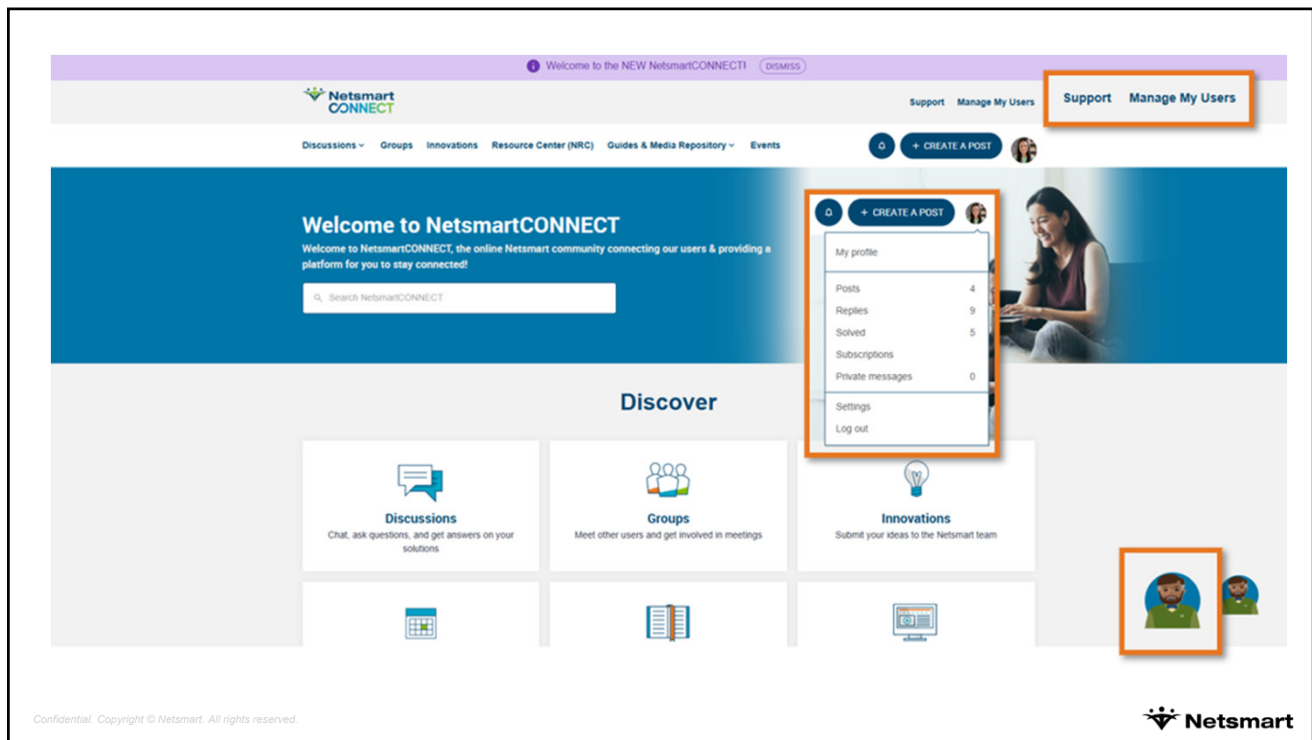 Welcome to the NEW NetsmartCONNECT! DISMISS
Netsmart
CONNECT
Support Manage My Users
Support Manage My Users
Discussions Groups Innovations Resource Center (NRC) Guides & Media Repository Events
+ CREATE A POST
Welcome to NetsmartCONNECT
Welcome to NetsmartCONNECT, the online Netsmart community connecting our users & providing a
platform for you to stay connected!
Search NetsmartCONNECT
+ CREATE A POST
My profile
Posts 4
Replies 9
Solved 5
Subscriptions
Private messages 0
Settings
Log out
Discover
Discussions
Chat, ask questions, and get answers on your
solutions
Groups
Meet other users and get involved in meetings
Innovations
Submit your ideas to the Netsmart team
Confidential. Copyright © Netsmart. All rights reserved.
Netsmart